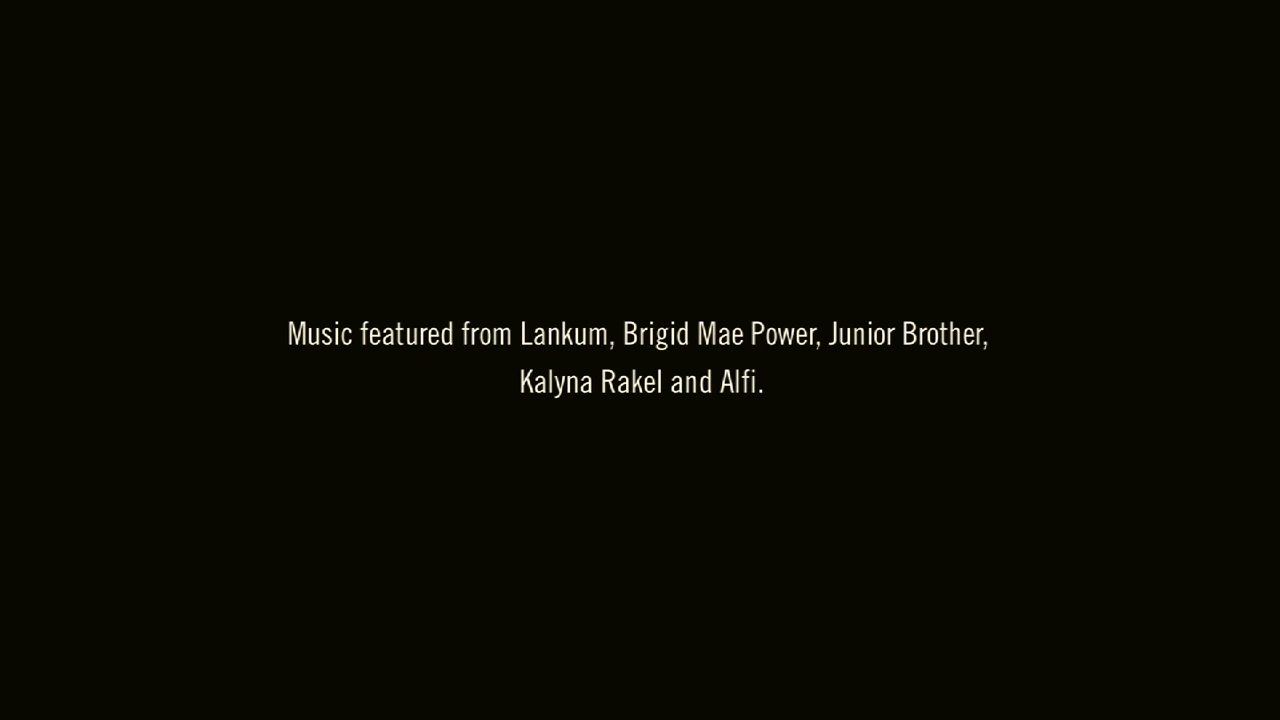 Music featured from Lankum, Brigid Mae Power, Junior Brother,
Kalyna Rakel and Alfi.